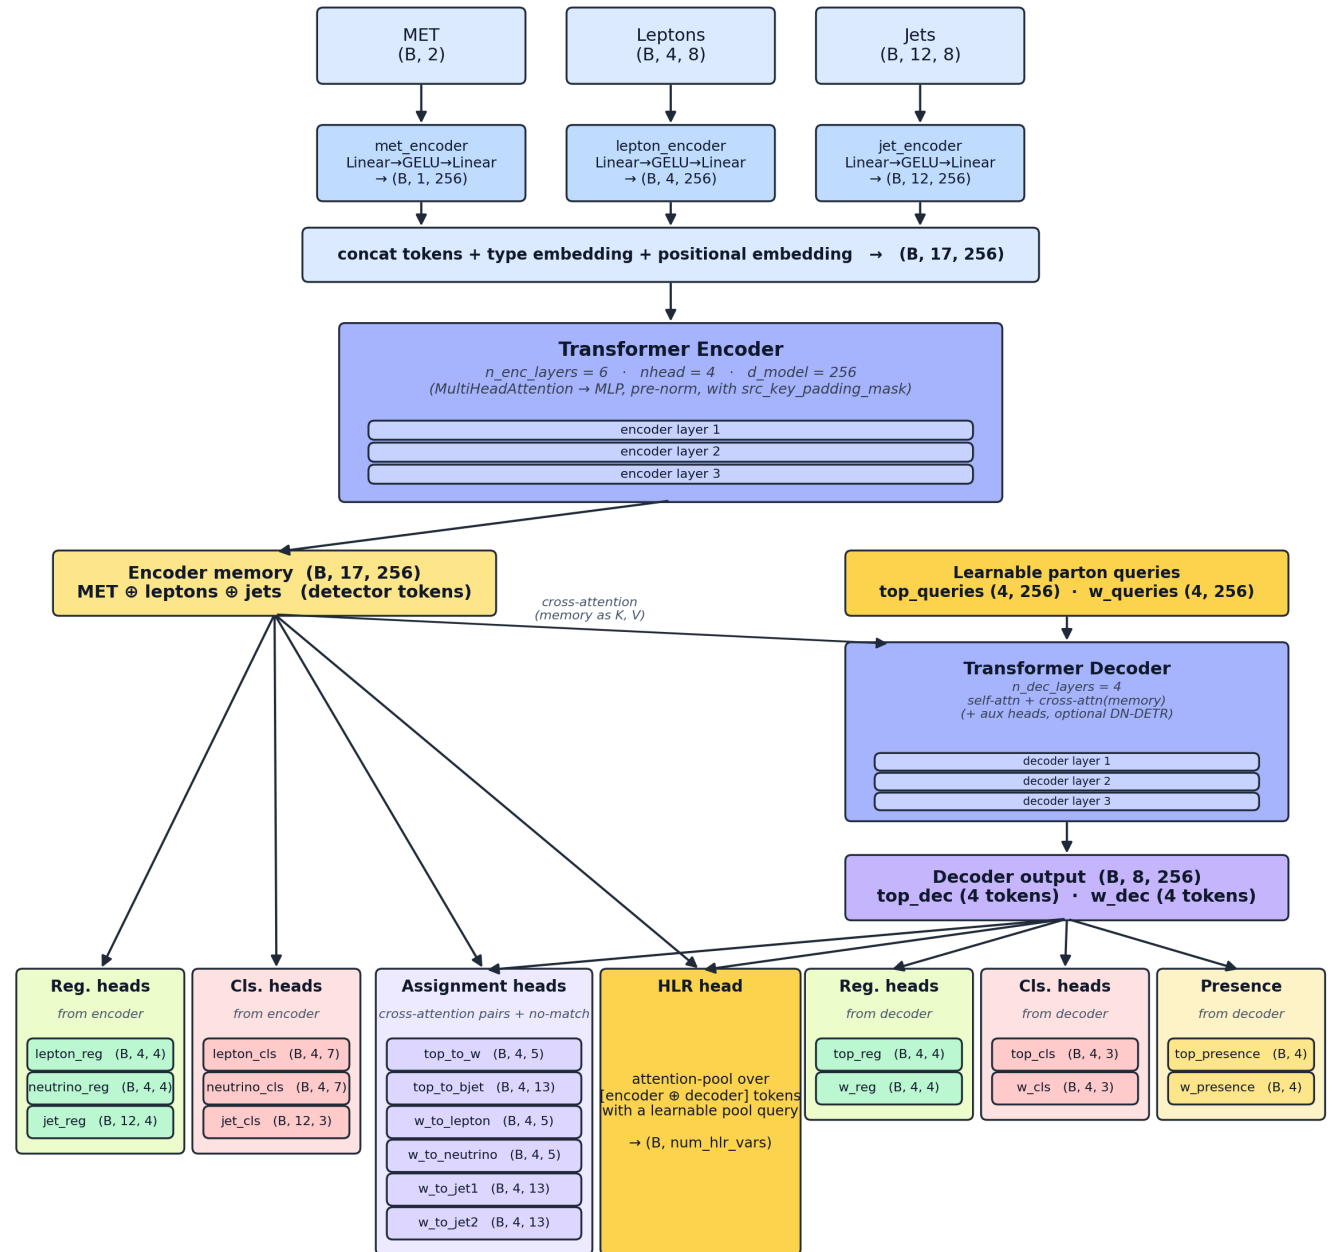 MET
(B, 2)
Leptons
(B, 4, 8)
Jets
(B, 12, 8)
met_encoder
Linear→GELU→Linear
→ (B, 1, 256)
lepton_encoder
Linear→GELU→Linear
→ (B, 4, 256)
jet_encoder
Linear→GELU→Linear
→ (B, 12, 256)
concat tokens + type embedding + positional embedding → (B, 17, 256)
Transformer Encoder
n_enc_layers = 6 · nhead = 4 · d_model = 256
(MultiHeadAttention → MLP, pre-norm, with src_key_padding_mask)
encoder layer 1
encoder layer 2
encoder layer 3
Encoder memory (B, 17, 256)
MET ⊕ leptons ⊕ jets (detector tokens)
cross-attention
(memory as K, V)
Learnable parton queries
top_queries (4, 256) · w_queries (4, 256)
Transformer Decoder
n_dec_layers = 4
self-attn + cross-attn(memory)
(+ aux heads, optional DN-DETR)
decoder layer 1
decoder layer 2
decoder layer 3
Decoder output (B, 8, 256)
top_dec (4 tokens) · w_dec (4 tokens)
Reg. heads
from encoder
lepton_reg (B, 4, 4)
neutrino_reg (B, 4, 4)
jet_reg (B, 12, 4)
Cls. heads
from encoder
lepton_cls (B, 4, 7)
neutrino_cls (B, 4, 7)
jet_cls (B, 12, 3)
Assignment heads
cross-attention pairs + no-match
top_to_w (B, 4, 5)
top_to_bjet (B, 4, 13)
w_to_lepton (B, 4, 5)
w_to_neutrino (B, 4, 5)
w_to_jet1 (B, 4, 13)
w_to_jet2 (B, 4, 13)
HLR head
attention-pool over
[encoder ⊕ decoder] tokens
with a learnable pool query
→ (B, num_hlr_vars)
Reg. heads
from decoder
top_reg (B, 4, 4)
w_reg (B, 4, 4)
Cls. heads
from decoder
top_cls (B, 4, 3)
w_cls (B, 4, 3)
Presence
from decoder
top_presence (B, 4)
w_presence (B, 4)